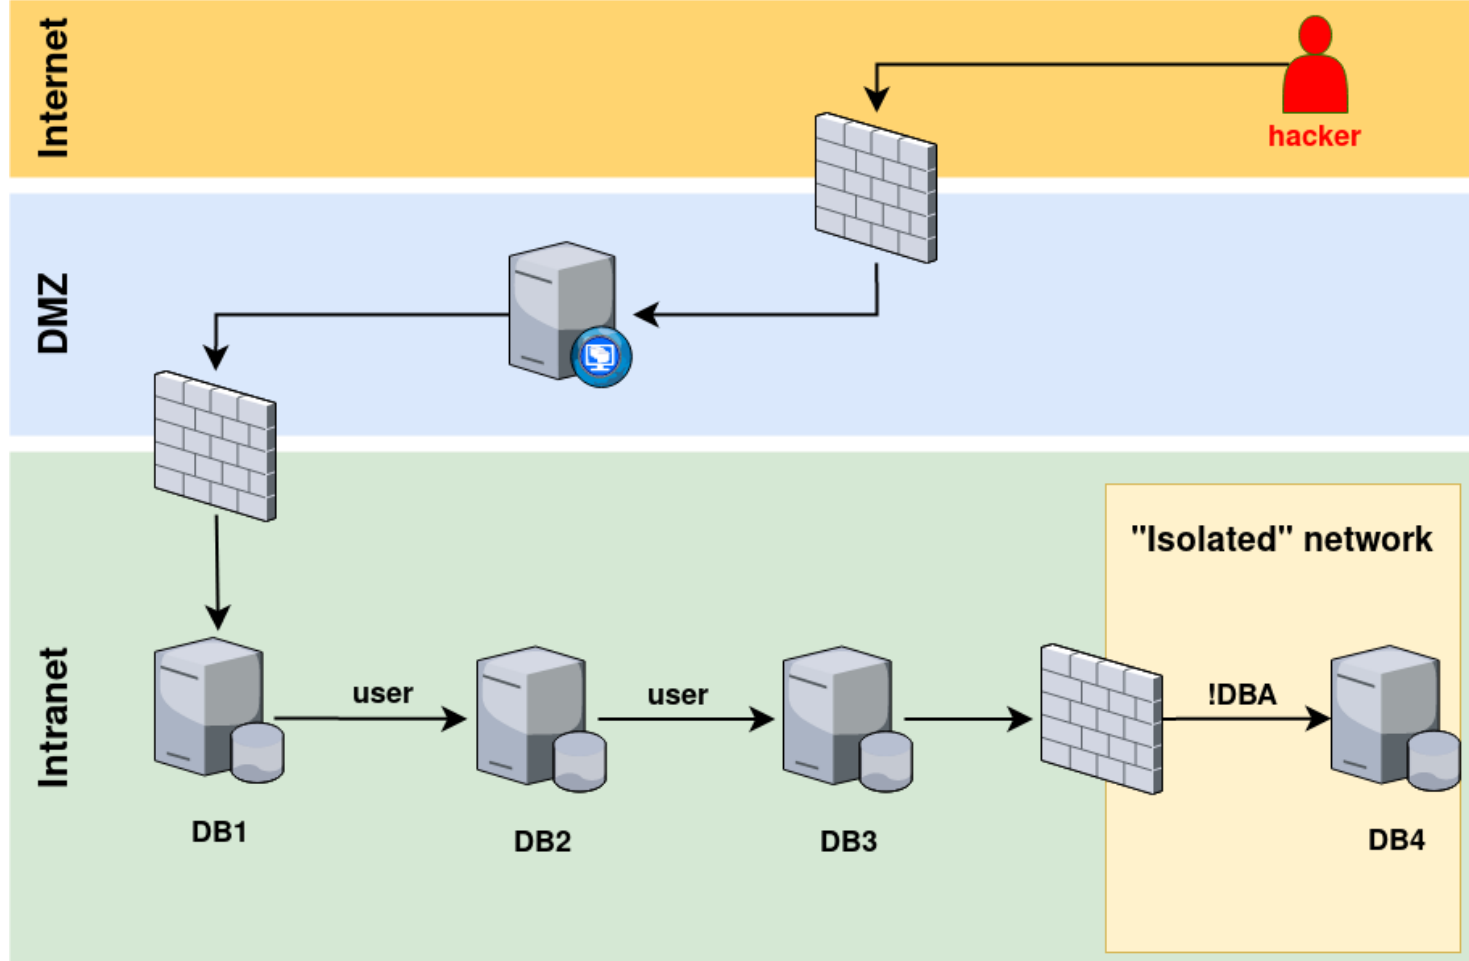 Internet
hacker
DMZ
"Isolated" network
Intranet
user
user
!DBA
DB1
DB2
DB3
DB4